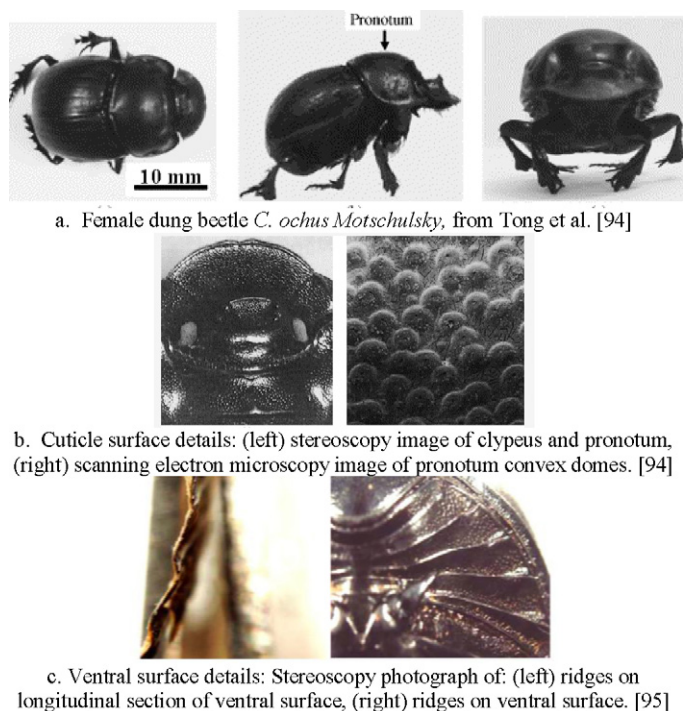 Pronotum
10 mm
a. Female dung beetle C. ochus Motschulsky, from Tong et al. [94]
b. Cuticle surface details: (left) stereoscopy image of clypeus and pronotum,
(right) scanning electron microscopy image of pronotum convex domes. [94]
c. Ventral surface details: Stereoscopy photograph of: (left) ridges on
longitudinal section of ventral surface, (right) ridges on ventral surface. [95]